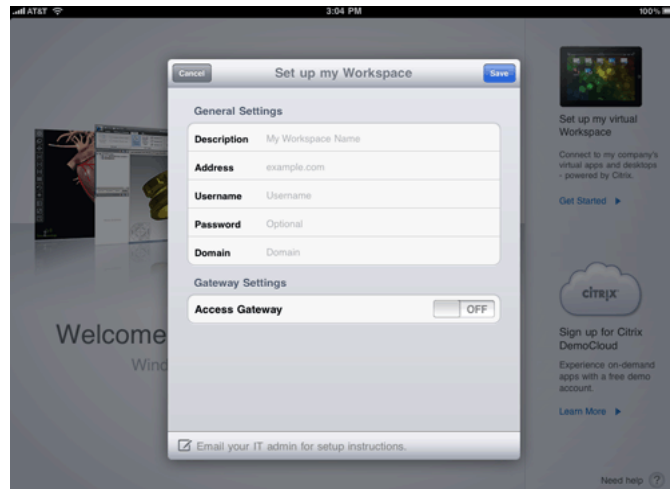 AT&T
3:04 PM
100%
Cancel
Set up my Workspace
Save
General Settings
Description My Workspace Name
Address example.com
Username Username
Password Optional
Domain Domain
Gateway Settings
Access Gateway OFF
Email your IT admin for setup instructions.
Welcome
Wind
Set up my virtual
Workspace
Connect to my company's
virtual apps and desktops
- powered by Citrix.
Get Started
CITRIX
Sign up for Citrix
DemoCloud
Experience on-demand
apps with a free demo
account.
Learn More
Need help ?